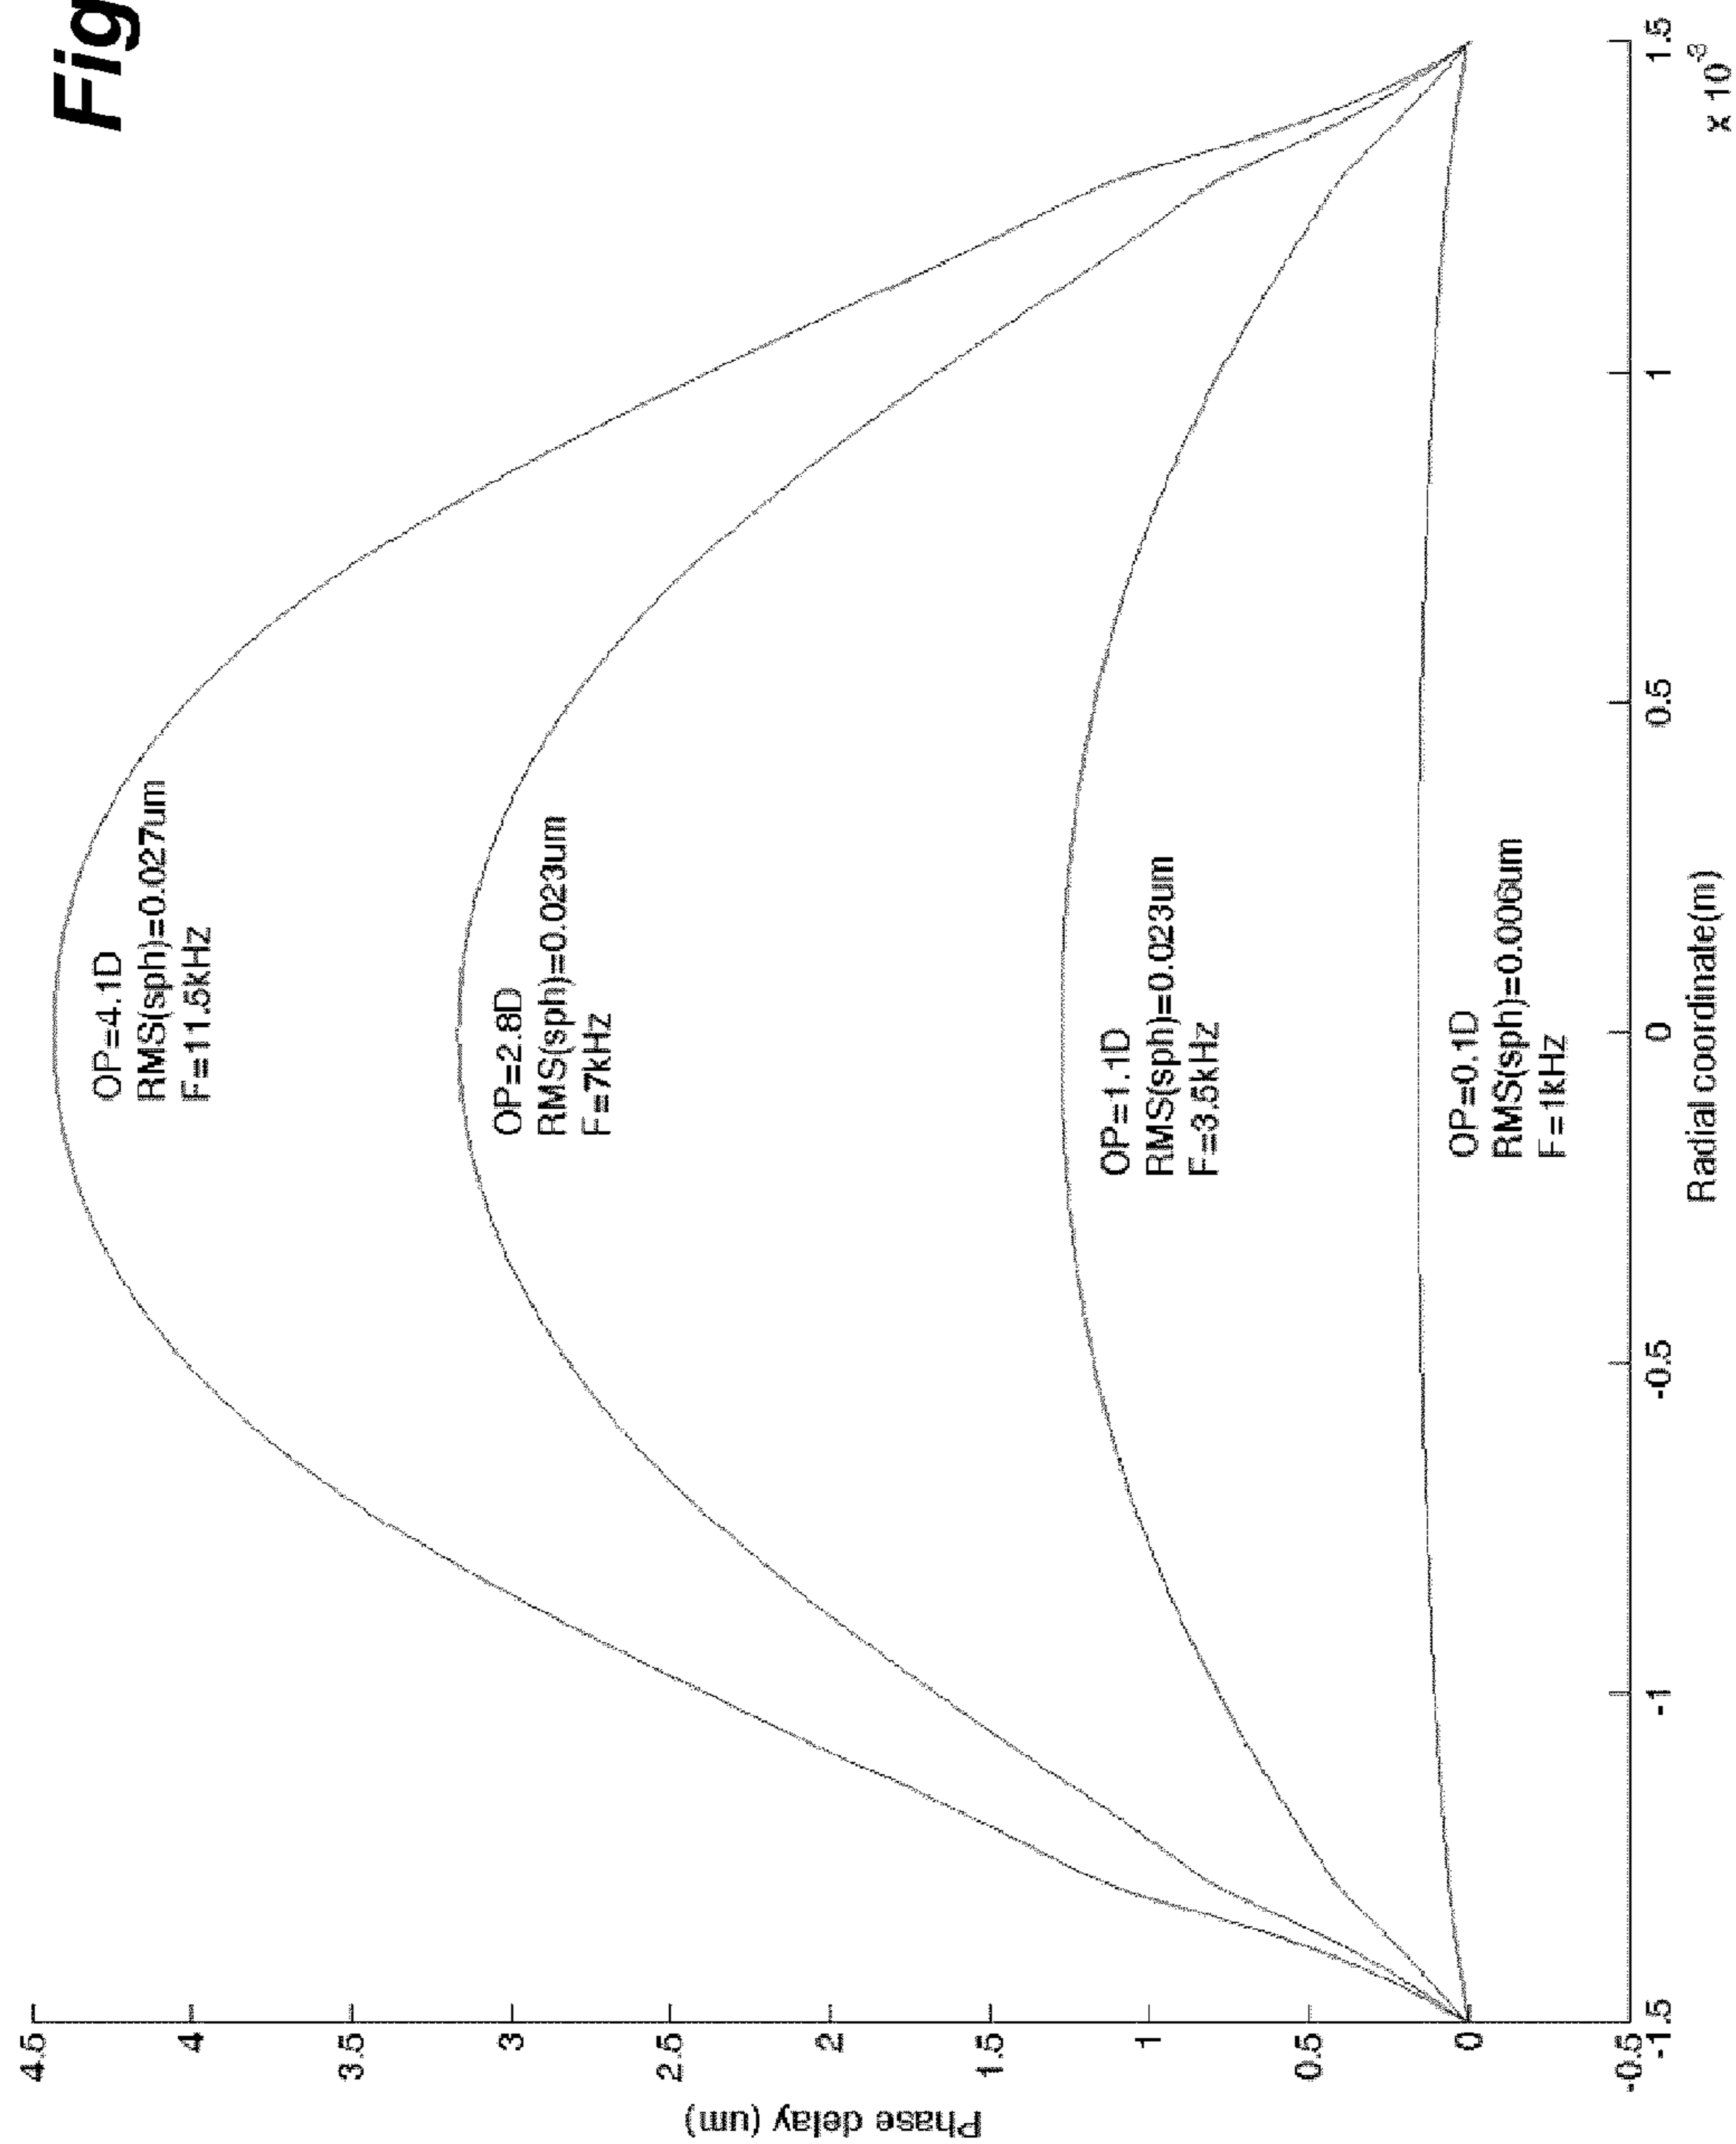 Fig
OP=4.1D
RMS(sph)=0.027um
F=11.5kHz
OP=2.8D
RMS(sph)=0.023um
F=7kHz
OP=1.1D
RMS(sph)=0.023um
F=3.5kHz
OP=0.1D
RMS(sph)=0.006um
F=1kHz
Phase delay (um)
4.5
4
3.5
3
2.5
2
1.5
1
0.5
0
-0.5
-1.5
-1
-0.5
0
0.5
1
1.5
x 10-3
Radial coordinate(m)